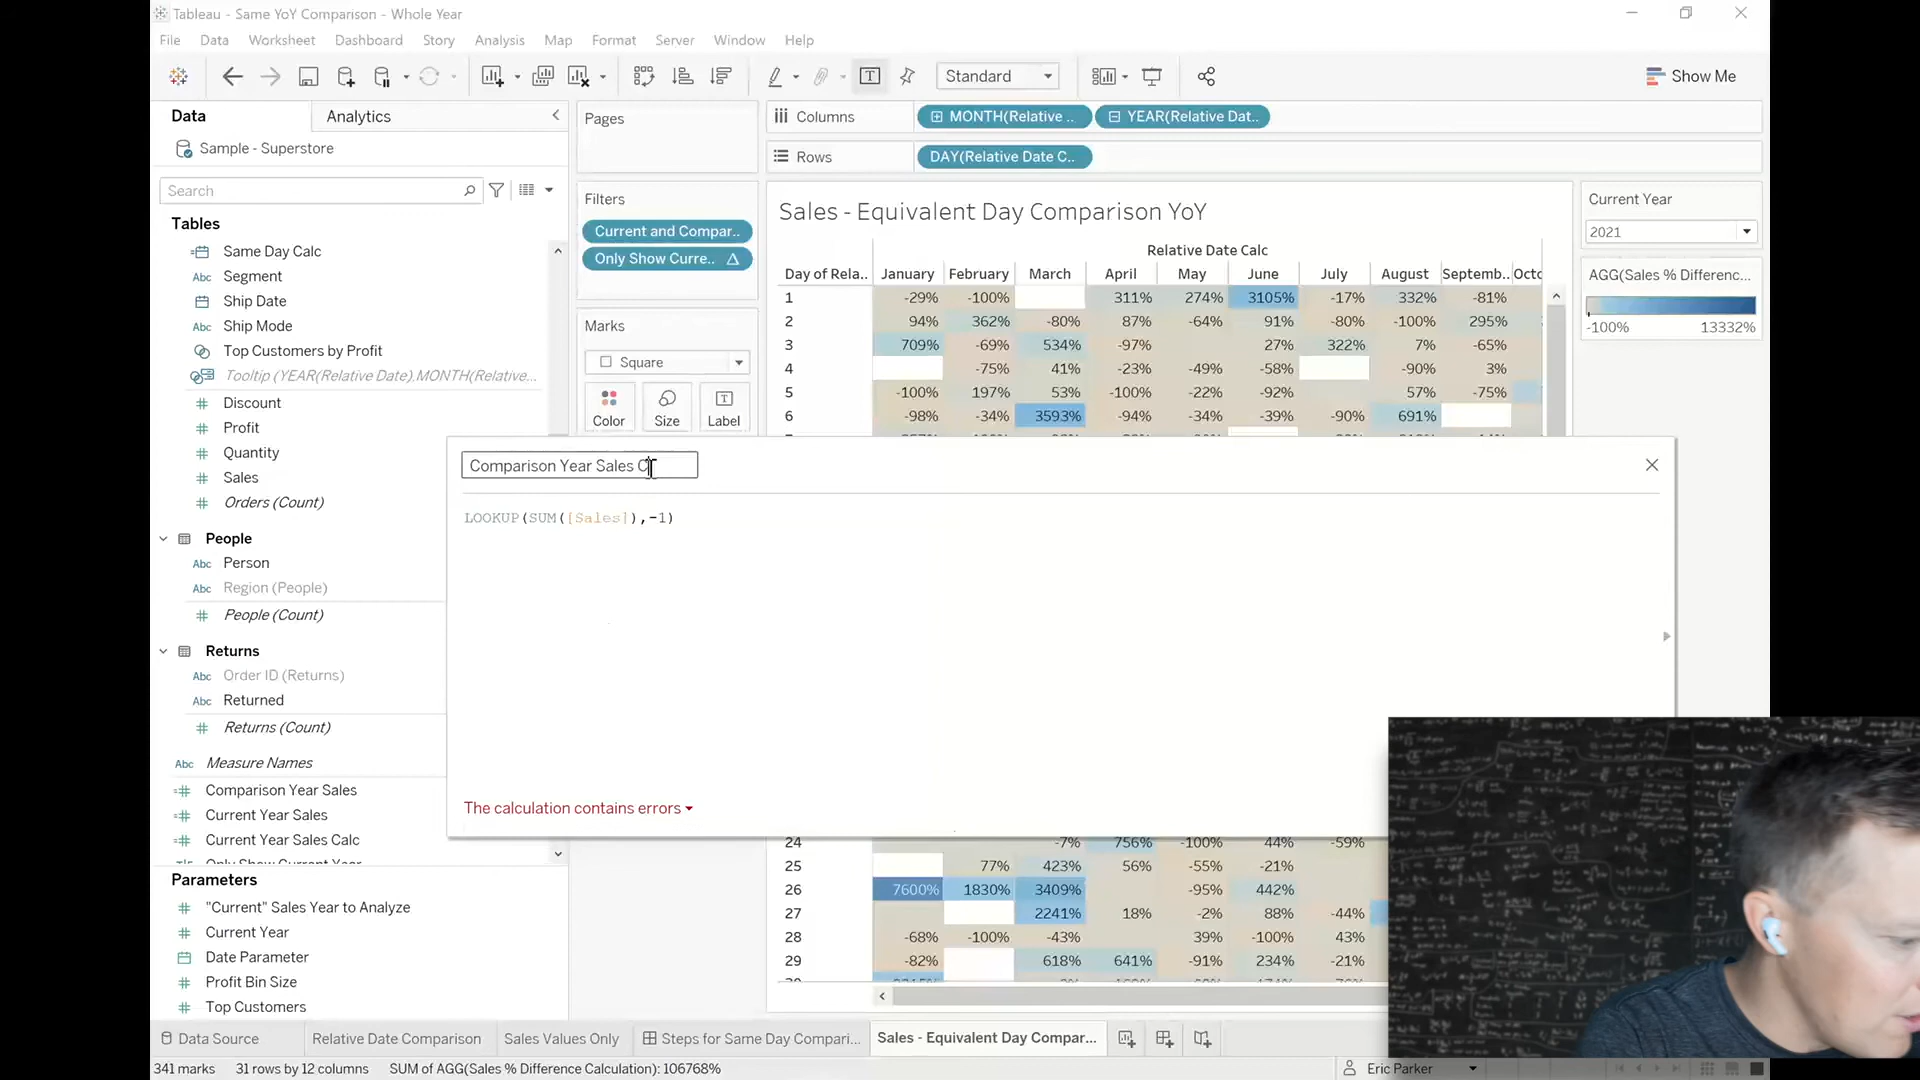 Tableau - Same YoY Comparison - Whole Year
File Data Worksheet Dashboard Story Analysis Map Format Server Window Help
Standard
Show Me
Data
Analytics
Sample - Superstore
Search
Tables
Same Day Calc
Abc Segment
Ship Date
Abc Ship Mode
Top Customers by Profit
Tooltip (YEAR(Relative Date),MONTH(Relative...
Discount
Profit
Quantity
Sales
Orders (Count)
People
Abc Person
Abc Region (People)
People (Count)
Returns
Abc Order ID (Returns)
Abc Returned
Returns (Count)
Abc Measure Names
Comparison Year Sales
Current Year Sales
Current Year Sales Calc
Only Show Current Year
Parameters
"Current" Sales Year to Analyze
Current Year
Date Parameter
Profit Bin Size
Top Customers
Pages
Filters
Current and Compar..
Only Show Curre..
Marks
Square
Color Size Label
Columns
MONTH(Relative .. YEAR(Relative Dat..
Rows
DAY(Relative Date C..
Sales - Equivalent Day Comparison YoY
Relative Date Calc
Day of Rela.. January February March April May June July August Septemb.. Octo
1 -29% -100% 311% 274% 3105% -17% 332% -81%
2 94% 362% -80% 87% -64% 91% -80% -100% 295%
3 709% -69% 534% -97% 27% 322% 7% -65%
4 -75% 41% -23% -49% -58% -90% 3%
5 -100% 197% 53% -100% -22% -92% 57% -75%
6 -98% -34% 3593% -94% -34% -39% -90% 691%
Current Year
2021
AGG(Sales % Differenc...
-100% 13332%
Comparison Year Sales C
LOOKUP(SUM([Sales]),-1)
The calculation contains errors
24 -7% 756% -100% 44% -59%
25 77% 423% 56% -55% -21%
26 7600% 1830% 3409% -95% 442%
27 2241% 18% -2% 88% -44%
28 -68% -100% -43% 39% -100% 43%
29 -82% 618% 641% -91% 234% -21%
Data Source
Relative Date Comparison
Sales Values Only
Steps for Same Day Compari...
Sales - Equivalent Day Compar...
341 marks 31 rows by 12 columns SUM of AGG(Sales % Difference Calculation): 106768%
Eric Parker